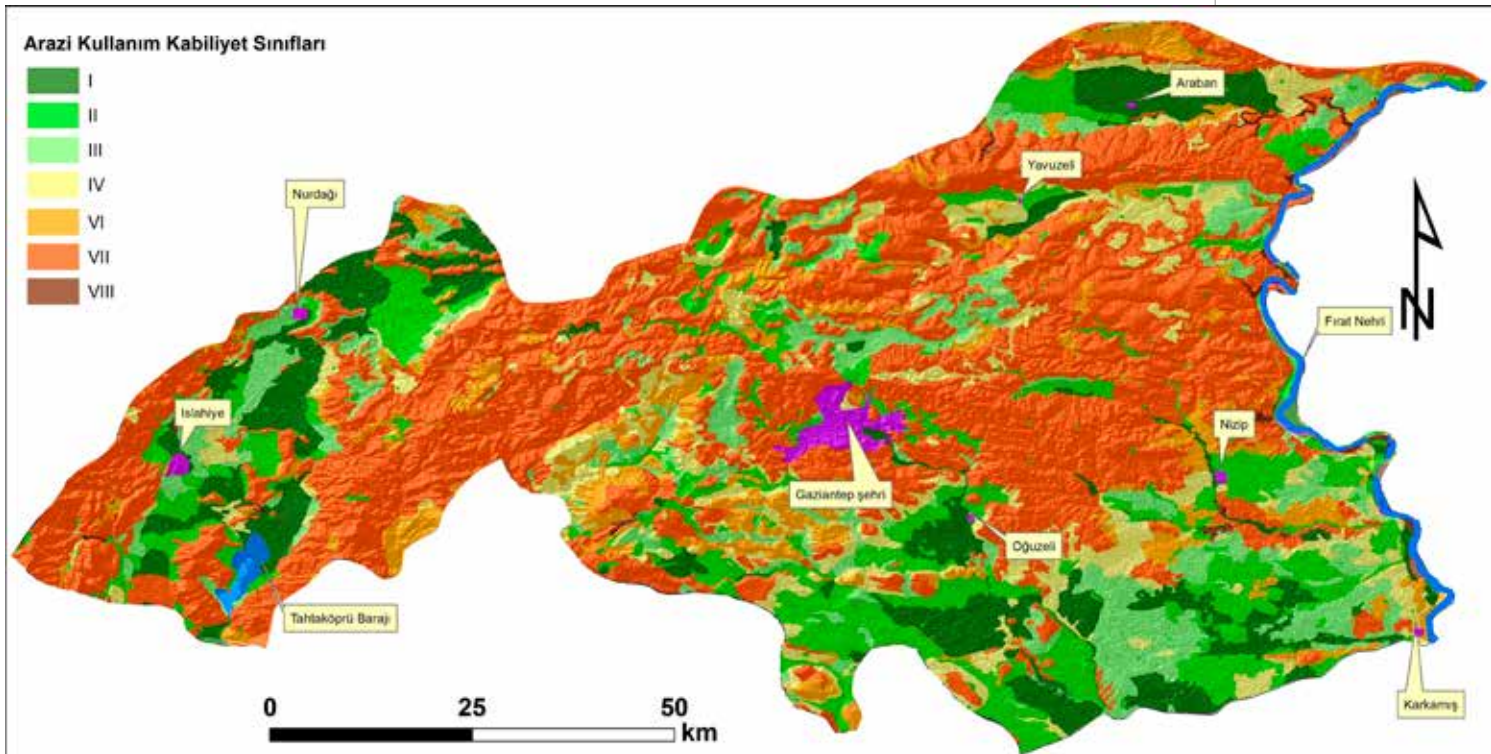 Arazi Kullanım Kabiliyet Sınıfları
I
II
III
IV
VI
VII
VIII
Araban
Yavuzeli
Nurdağı
Fırat Nehri
N
Islahiye
Nizip
Gaziantep şehri
Oğuzeli
Tahtaköprü Barajı
Karkamış
0 25 50
km